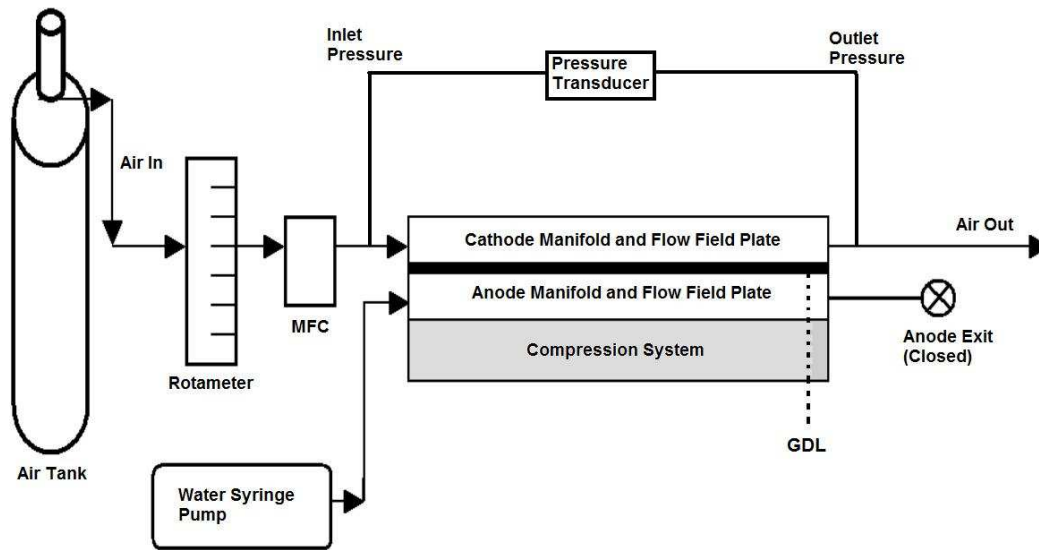 Inlet
Pressure
Outlet
Pressure
Pressure
Transducer
Air In
Cathode Manifold and Flow Field Plate
Air Out
Anode Manifold and Flow Field Plate
MFC
Anode Exit
(Closed)
Compression System
Rotameter
GDL
Air Tank
Water Syringe
Pump